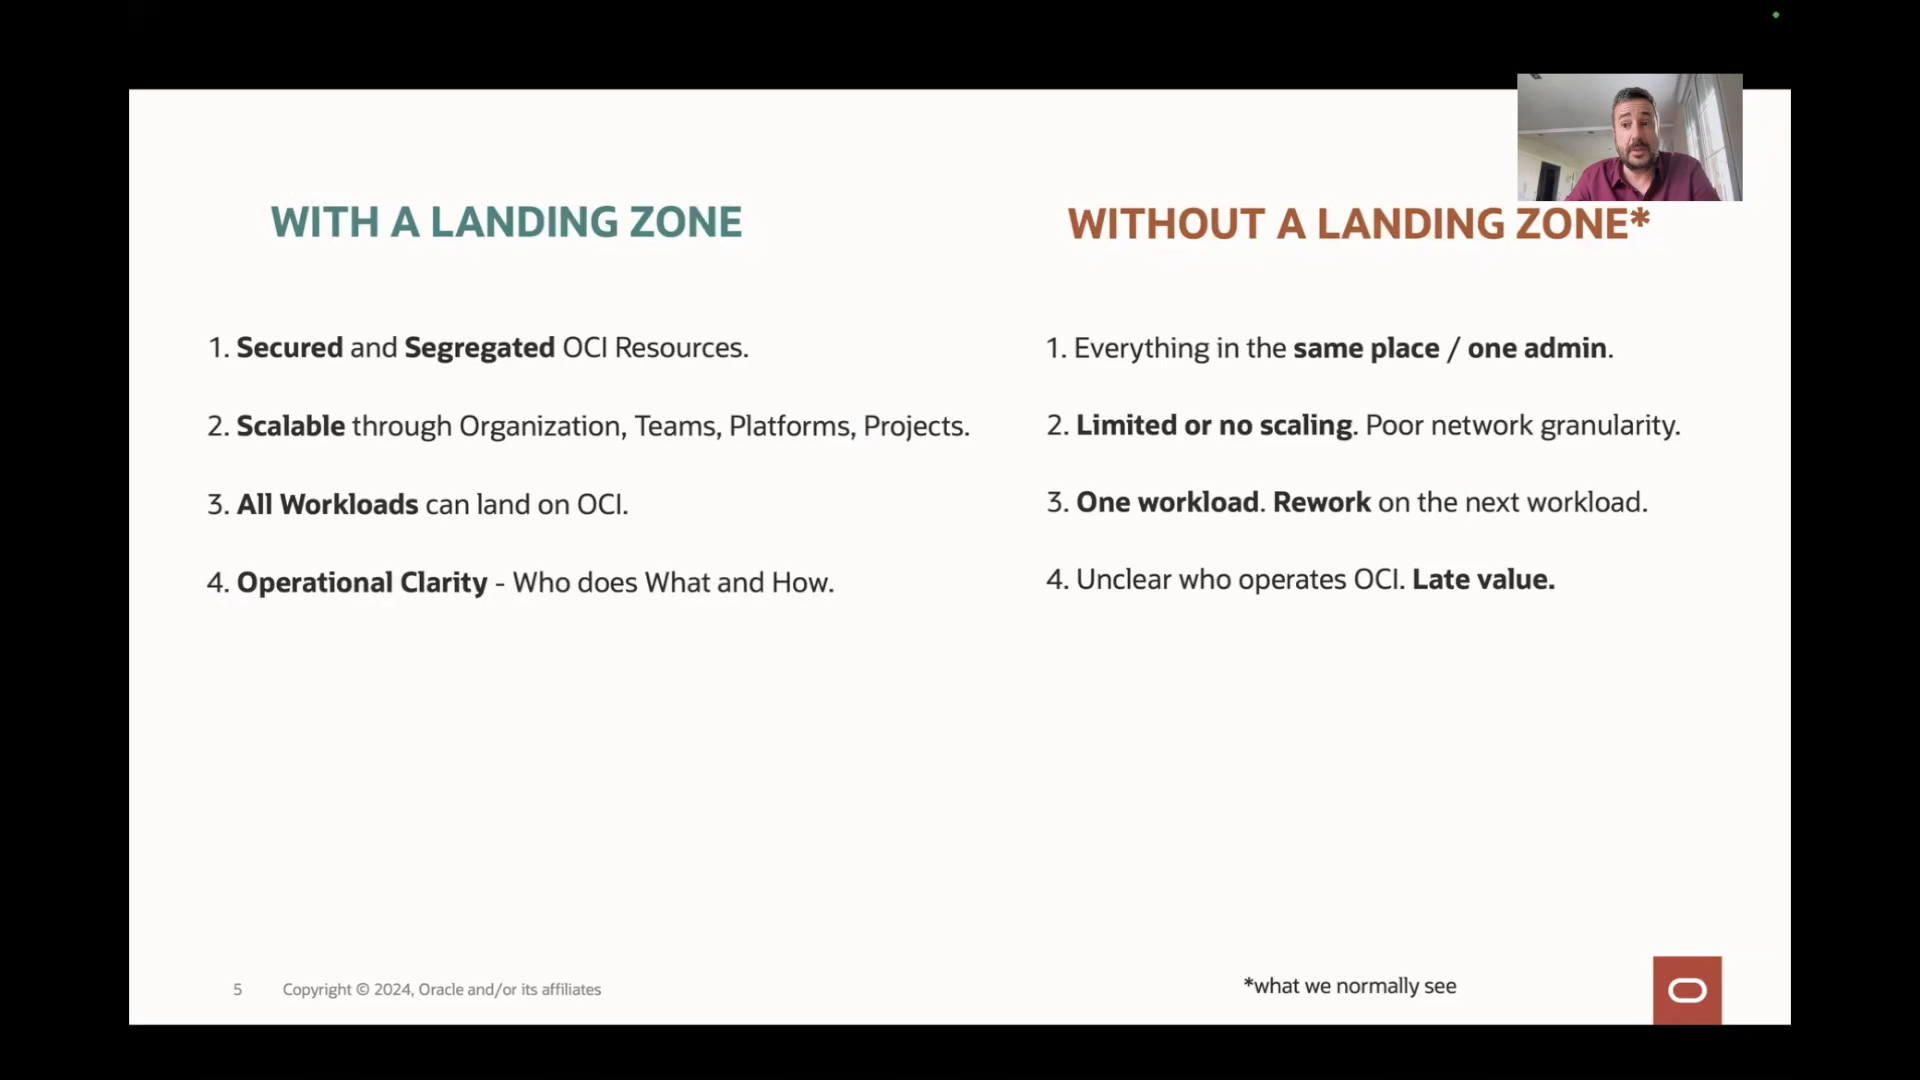 WITH A LANDING ZONE
1. Secured and Segregated OCI Resources.
2. Scalable through Organization, Teams, Platforms, Projects.
3. All Workloads can land on OCI.
4. Operational Clarity - Who does What and How.
WITHOUT A LANDING ZONE*
1. Everything in the same place / one admin.
2. Limited or no scaling. Poor network granularity.
3. One workload. Rework on the next workload.
4. Unclear who operates OCI. Late value.
5 Copyright © 2024, Oracle and/or its affiliates
*what we normally see